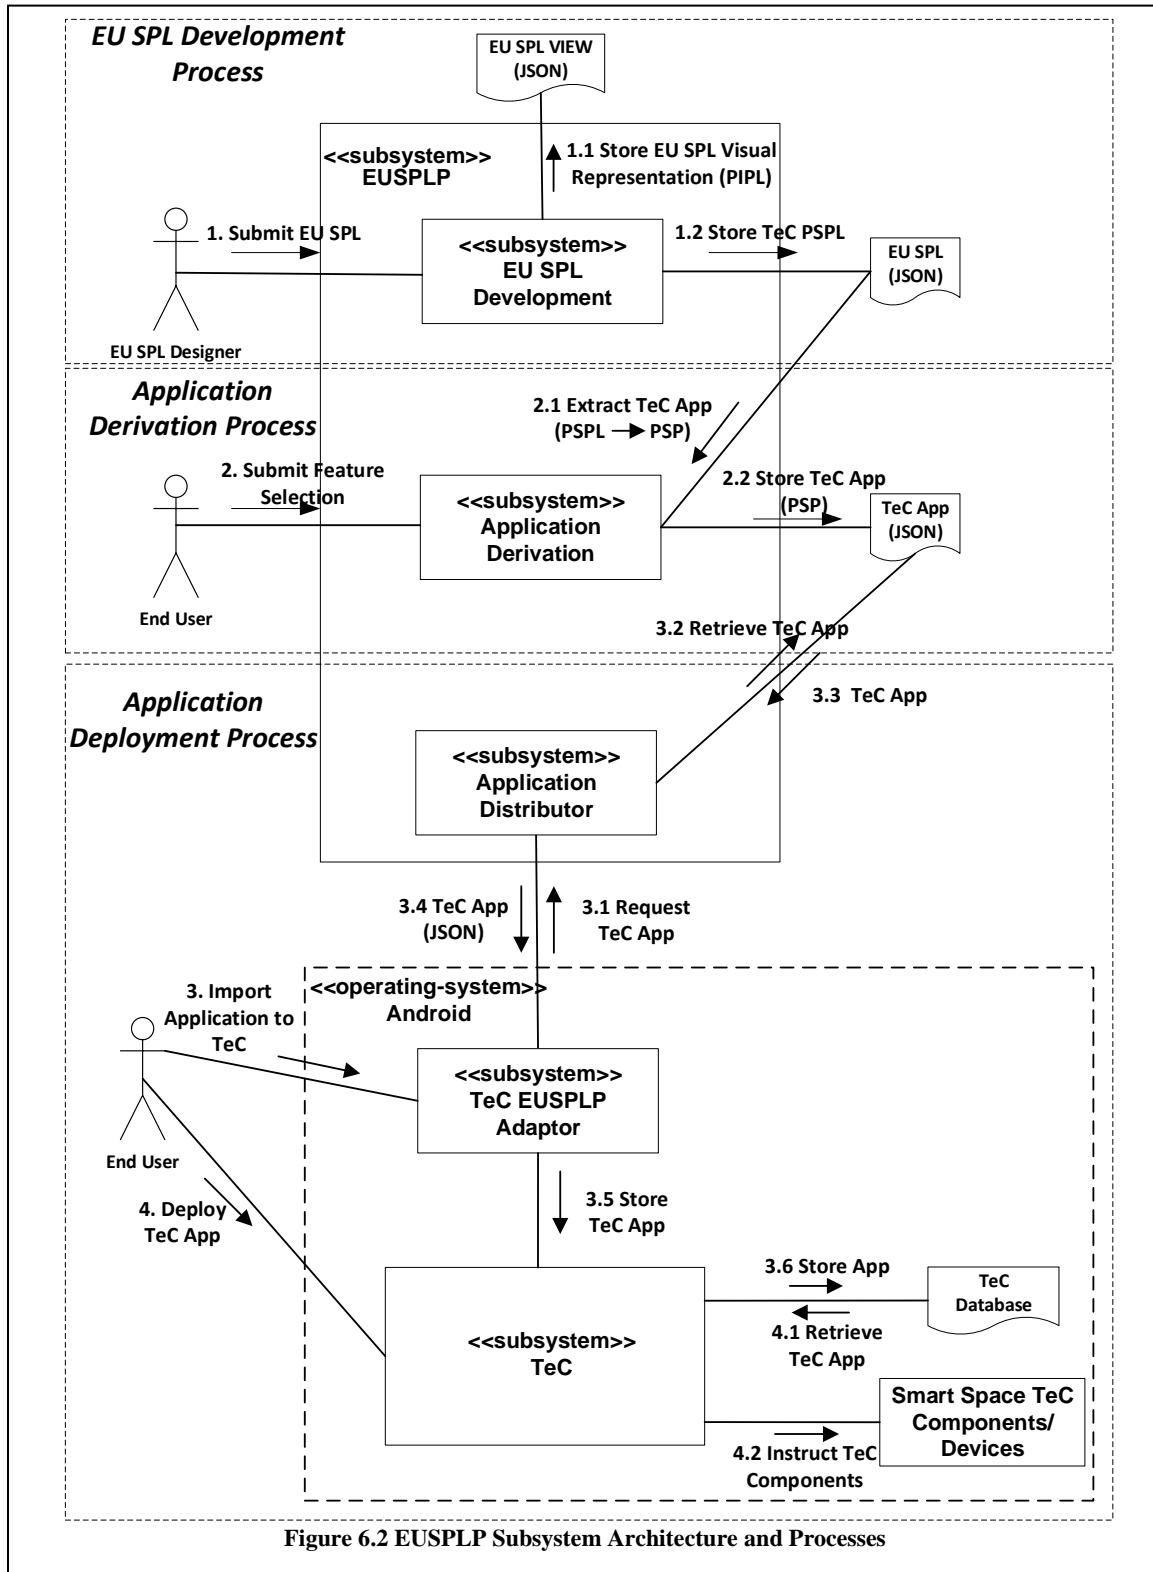 EU SPL Development
Process
EU SPL VIEW
(JSON)
<<subsystem>>
EUSPLP
1.1 Store EU SPL Visual
Representation (PIPL)
1. Submit EU SPL
<<subsystem>>
EU SPL
Development
1.2 Store TeC PSPL
EU SPL
(JSON)
EU SPL Designer
Application
Derivation Process
2.1 Extract TeC App
(PSPL → PSP)
2. Submit Feature
Selection
<<subsystem>>
Application
Derivation
2.2 Store TeC App
(PSP)
TeC App
(JSON)
End User
3.2 Retrieve TeC App
3.3 TeC App
Application
Deployment Process
<<subsystem>>
Application
Distributor
3.4 TeC App
(JSON)
3.1 Request
TeC App
<<operating-system>>
Android
3. Import
Application to
TeC
<<subsystem>>
TeC EUSPLP
Adaptor
End User
4. Deploy
TeC App
3.5 Store
TeC App
<<subsystem>>
TeC
3.6 Store App
TeC
Database
4.1 Retrieve
TeC App
Smart Space TeC
Components/
Devices
4.2 Instruct TeC
Components
Figure 6.2 EUSPLP Subsystem Architecture and Processes